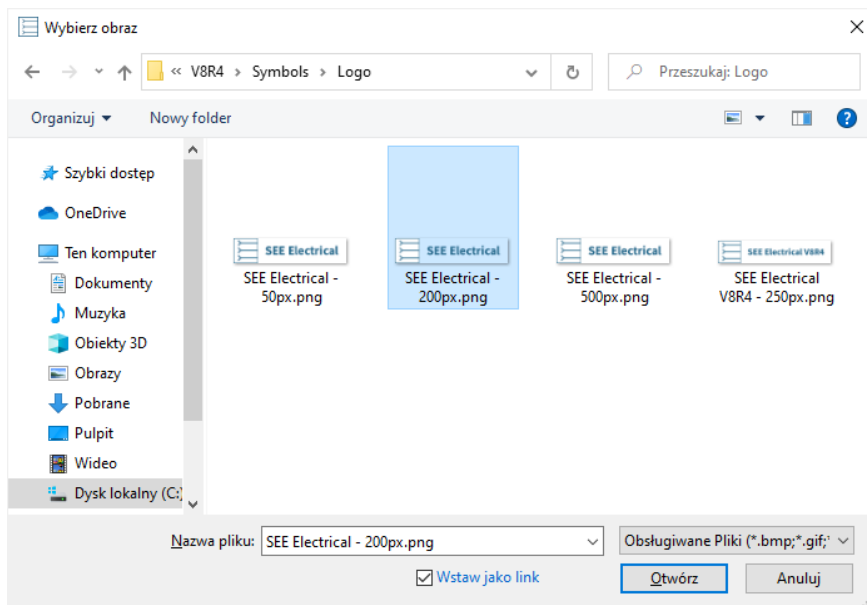 Wybierz obraz
« V8R4 › Symbols › Logo
Przeszukaj: Logo
Organizuj
Nowy folder
?
Szybki dostęp
OneDrive
Ten komputer
Dokumenty
Muzyka
Obiekty 3D
Obrazy
Pobrane
Pulpit
Wideo
Dysk lokalny (C:)
SEE Electrical
SEE Electrical -
50px.png
SEE Electrical
SEE Electrical -
200px.png
SEE Electrical
SEE Electrical -
500px.png
SEE Electrical V8R4
SEE Electrical
V8R4 - 250px.png
Nazwa pliku:
SEE Electrical - 200px.png
Obsługiwane Pliki (*.bmp;*.gif;*
Wstaw jako link
Otwórz
Anuluj